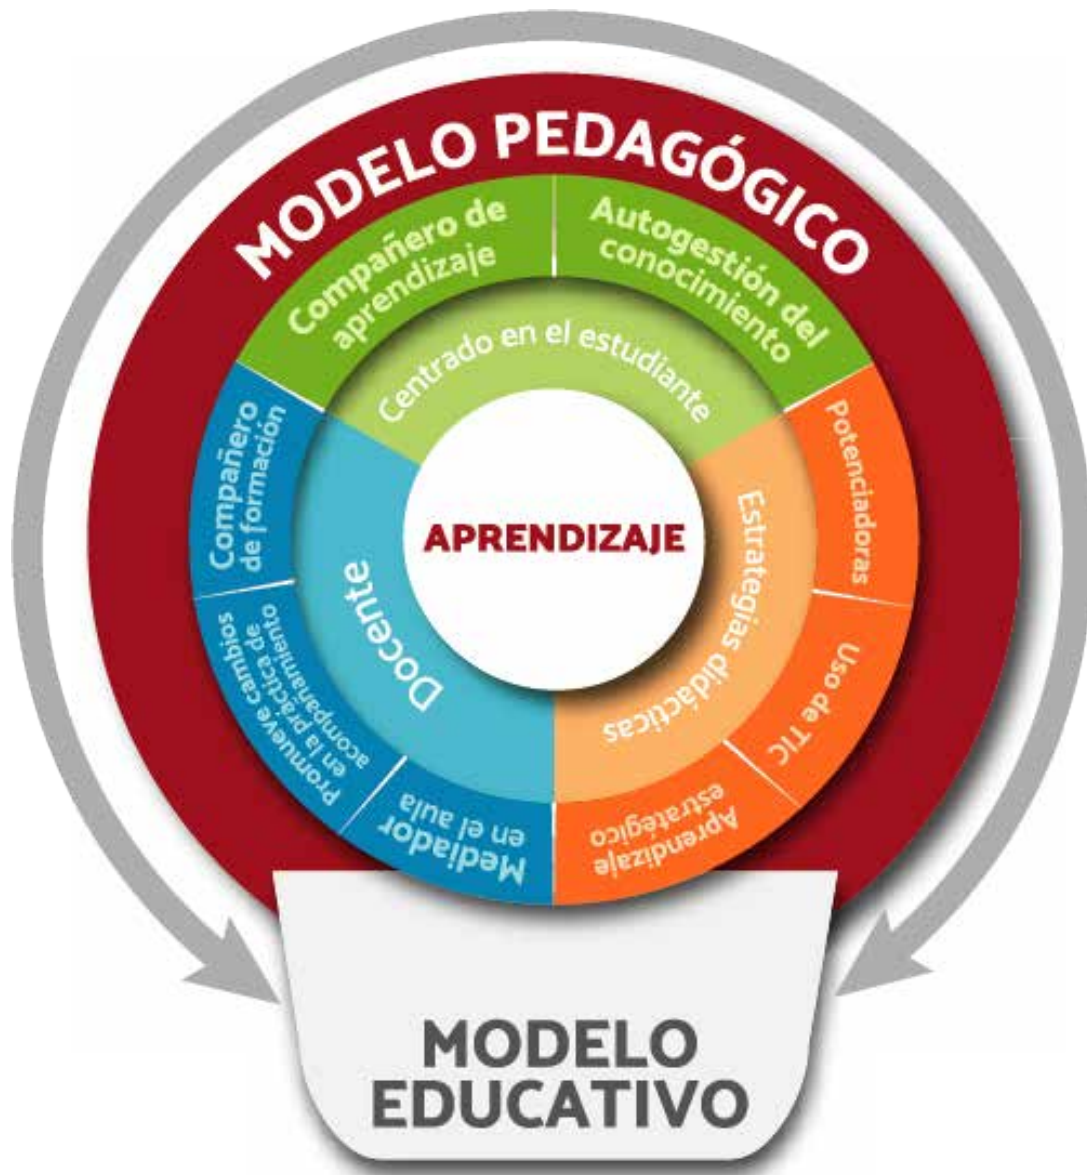 MODELO PEDAGÓGICO
Compañero de
aprendizaje
Autogestión del
conocimiento
Centrado en el estudiante
Compañero
de formación
Potenciadoras
APRENDIZAJE
Docente
Estrategias didácticas
Promueve cambios
en la práctica de
acompañamiento
Uso de TIC
Mediador
en el aula
Aprendizaje
estratégico
MODELO
EDUCATIVO